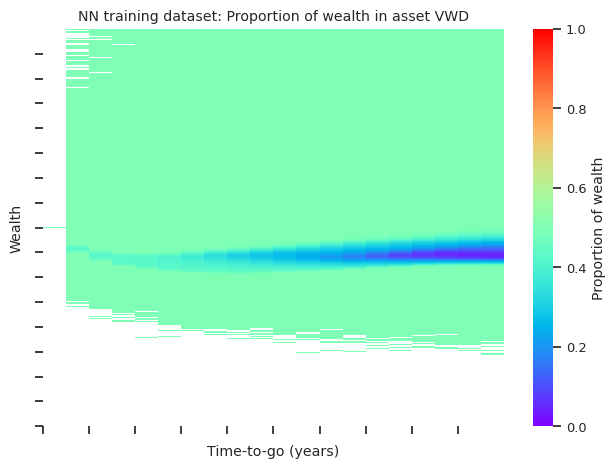 NN training dataset: Proportion of wealth in asset VWD
Wealth
Time-to-go (years)
1.0
0.8
0.6
0.4
0.2
0.0
Proportion of wealth